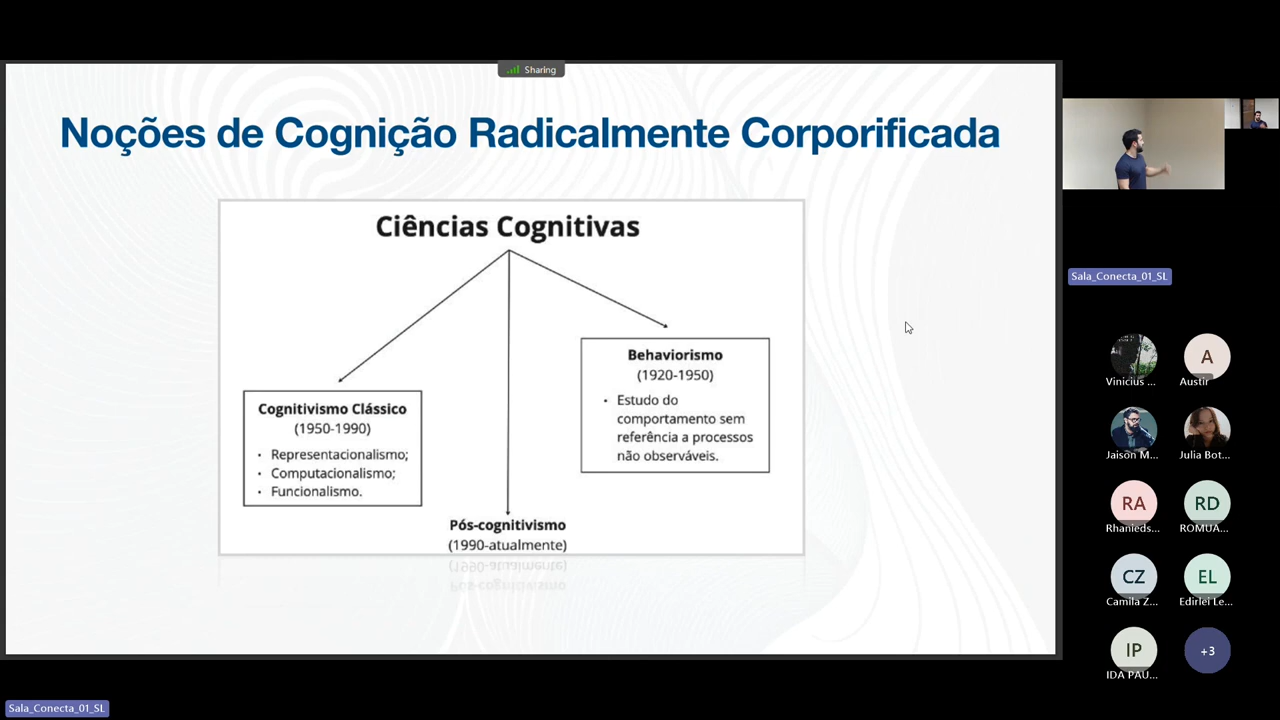 Sharing
Noções de Cognição Radicalmente Corporificada
Ciências Cognitivas
Behaviorismo
(1920-1950)
• Estudo do
comportamento sem
referência a processos
não observáveis.
Cognitivismo Clássico
(1950-1990)
• Representacionalismo;
• Computacionalismo;
• Funcionalismo.
Pós-cognitivismo
(1990-atualmente)
Sala_Conecta_01_SL
Vinicius ...
A
Austir
Jaison M...
Julia Bot...
RA
Rhanieds...
RD
ROMUA...
CZ
Camila Z...
EL
Edirlei Le...
IP
IDA PAU...
+3
Sala_Conecta_01_SL